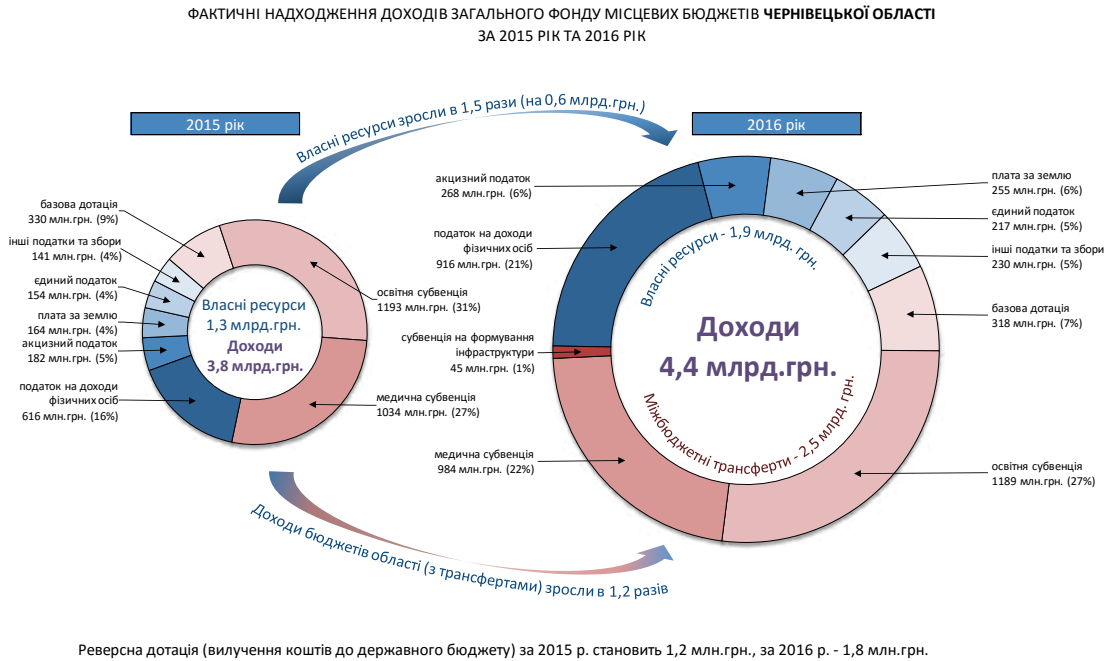 ФАКТИЧНІ НАДХОДЖЕННЯ ДОХОДІВ ЗАГАЛЬНОГО ФОНДУ МІСЦЕВИХ БЮДЖЕТІВ ЧЕРНІВЕЦЬКОЇ ОБЛАСТІ
ЗА 2015 РІК ТА 2016 РІК
2015 рік
Власні ресурси зросли в 1,5 рази (на 0,6 млрд.грн.)
2016 рік
базова дотація
330 млн.грн. (9%)
інші податки та збори
141 млн.грн. (4%)
єдиний податок
154 млн.грн. (4%)
плата за землю
164 млн.грн. (4%)
акцизний податок
182 млн.грн. (5%)
податок на доходи
фізичних осіб
616 млн.грн. (16%)
Власні ресурси
1,3 млрд.грн.
Доходи
3,8 млрд.грн.
освітня субвенція
1193 млн.грн. (31%)
медична субвенція
1034 млн.грн. (27%)
акцизний податок
268 млн.грн. (6%)
податок на доходи
фізичних осіб
916 млн.грн. (21%)
субвенція на формування
інфраструктури
45 млн.грн. (1%)
медична субвенція
984 млн.грн. (22%)
Власні ресурси - 1,9 млрд. грн.
Доходи
4,4 млрд.грн.
Міжбюджетні трансферти - 2,5 млрд. грн.
плата за землю
255 млн.грн. (6%)
єдиний податок
217 млн.грн. (5%)
інші податки та збори
230 млн.грн. (5%)
базова дотація
318 млн.грн. (7%)
освітня субвенція
1189 млн.грн. (27%)
Доходи бюджетів області (з трансфертами) зросли в 1,2 разів
Реверсна дотація (вилучення коштів до державного бюджету) за 2015 р. становить 1,2 млн.грн., за 2016 р. - 1,8 млн.грн.